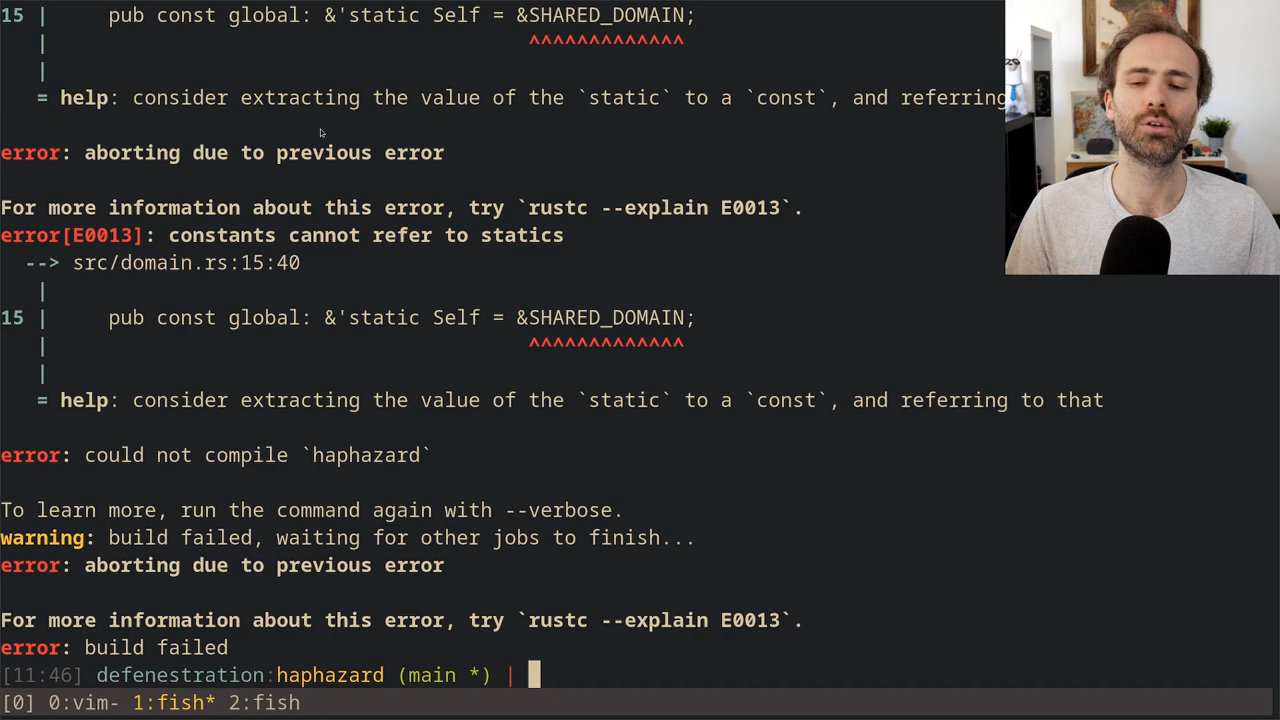 15 |     pub const global: &'static Self = &SHARED_DOMAIN;
   |                                        ^^^^^^^^^^^^^
   |
   = help: consider extracting the value of the `static` to a `const`, and referring
error: aborting due to previous error
For more information about this error, try `rustc --explain E0013`.
error[E0013]: constants cannot refer to statics
  --> src/domain.rs:15:40
   |
15 |     pub const global: &'static Self = &SHARED_DOMAIN;
   |                                        ^^^^^^^^^^^^^
   |
   = help: consider extracting the value of the `static` to a `const`, and referring to that
error: could not compile `haphazard`
To learn more, run the command again with --verbose.
warning: build failed, waiting for other jobs to finish...
error: aborting due to previous error
For more information about this error, try `rustc --explain E0013`.
error: build failed
[11:46] defenestration:haphazard (main *) |
[0] 0:vim- 1:fish* 2:fish